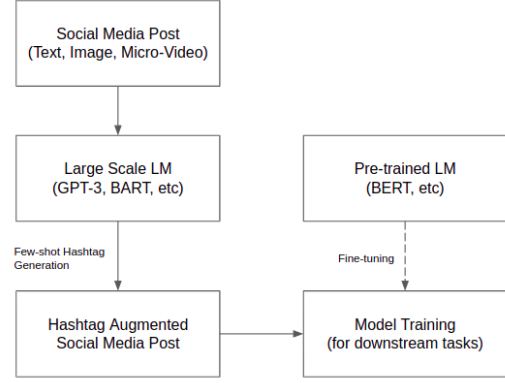 Social Media Post
(Text, Image, Micro-Video)
Large Scale LM
(GPT-3, BART, etc)
Pre-trained LM
(BERT, etc)
Few-shot Hashtag
Generation
Fine-tuning
Hashtag Augmented
Social Media Post
Model Training
(for downstream tasks)